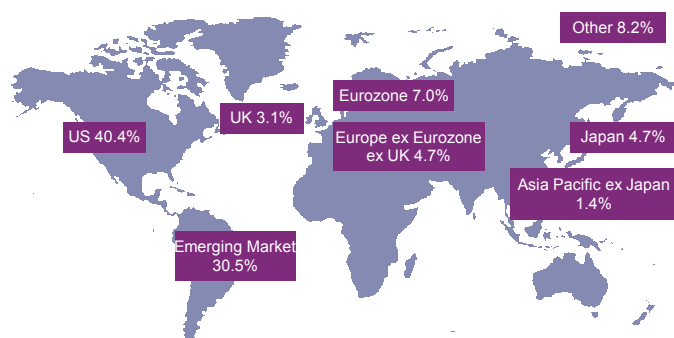 Other 8.2%
Eurozone 7.0%
UK 3.1%
US 40.4%
Europe ex Eurozone
ex UK 4.7%
Japan 4.7%
Asia Pacific ex Japan
1.4%
Emerging Market
30.5%